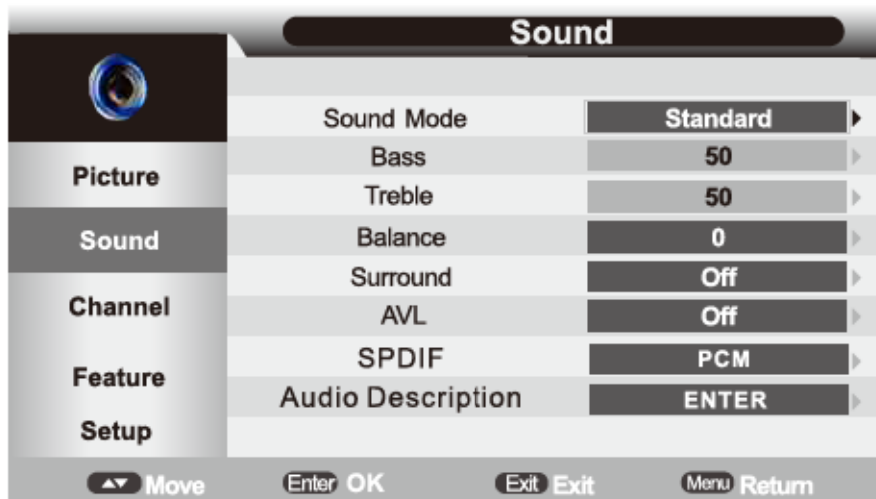 Sound
Picture
Sound
Channel
Feature
Setup
Sound Mode Standard
Bass 50
Treble 50
Balance 0
Surround Off
AVL Off
SPDIF PCM
Audio Description ENTER
Move Enter OK Exit Exit Menu Return